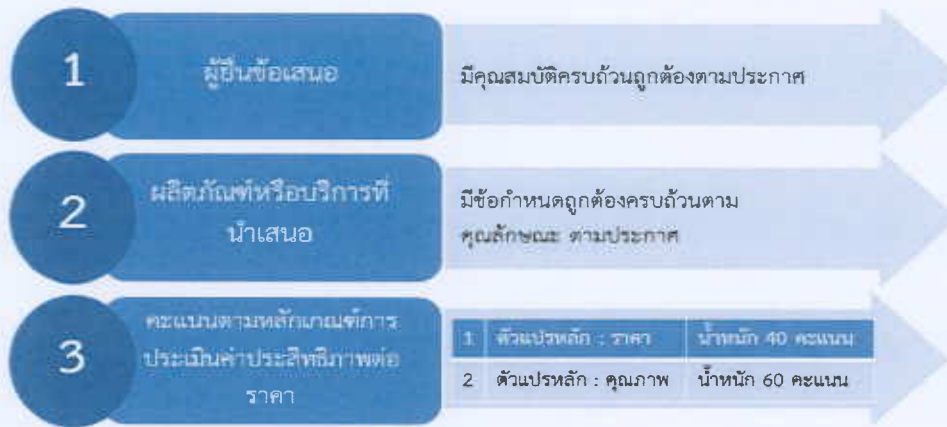 1
ผู้ยื่นข้อเสนอ
มีคุณสมบัติครบถ้วนถูกต้องตามประกาศ
2
ผลิตภัณฑ์หรือบริการที่
นำเสนอ
มีข้อกำหนดถูกต้องครบถ้วนตาม
คุณลักษณะ ตามประกาศ
3
คะแนนตามหลักเกณฑ์การ
ประเมินค่าประสิทธิภาพต่อ
ราคา
1 ตัวแปรหลัก : ราคา น้ำหนัก 40 คะแนน
2 ตัวแปรหลัก : คุณภาพ น้ำหนัก 60 คะแนน